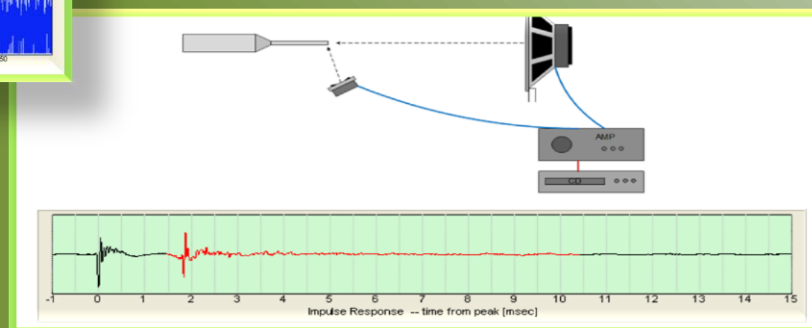 50
AMP
-1 0 1 2 3 4 5 6 7 8 9 10 11 12 13 14 15
Impulse Response -- time from peak [msec]